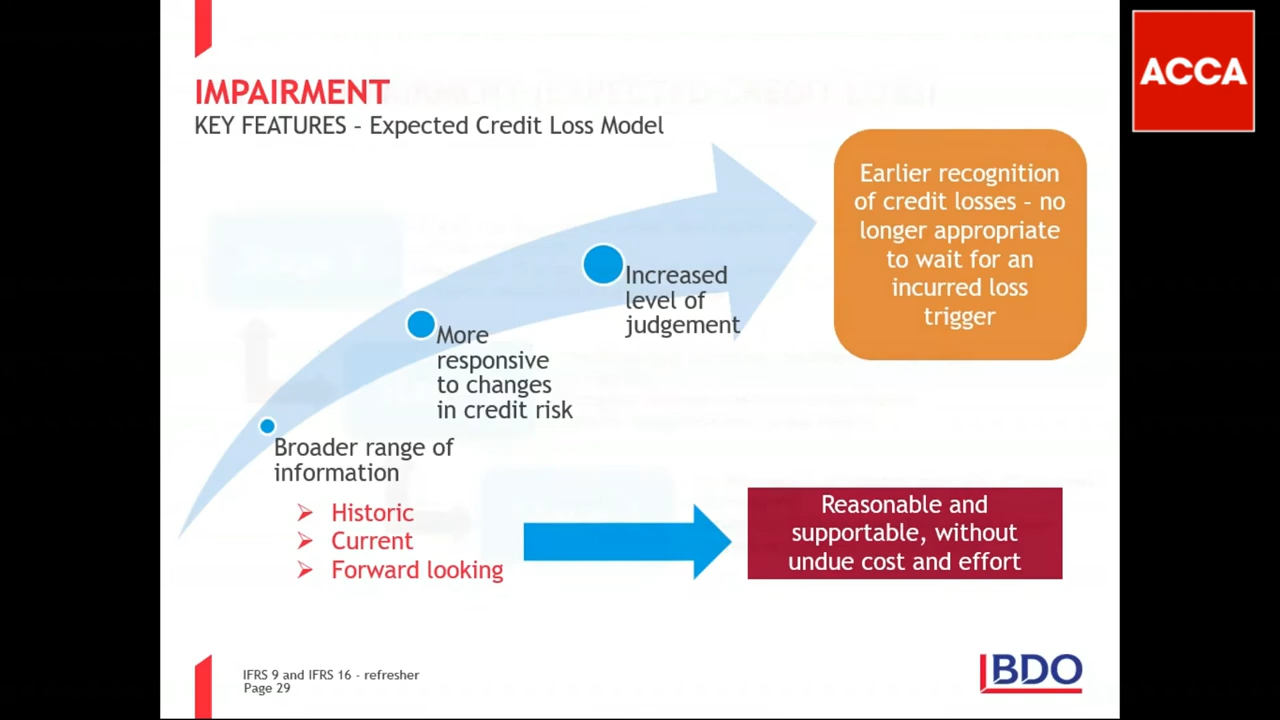 ACCA
IMPAIRMENT
KEY FEATURES – Expected Credit Loss Model
Earlier recognition
of credit losses – no
longer appropriate
to wait for an
incurred loss
trigger
Increased
level of
judgement
More
responsive
to changes
in credit risk
Broader range of
information
➢ Historic
➢ Current
➢ Forward looking
Reasonable and
supportable, without
undue cost and effort
IFRS 9 and IFRS 16 - refresher
Page 29
BDO